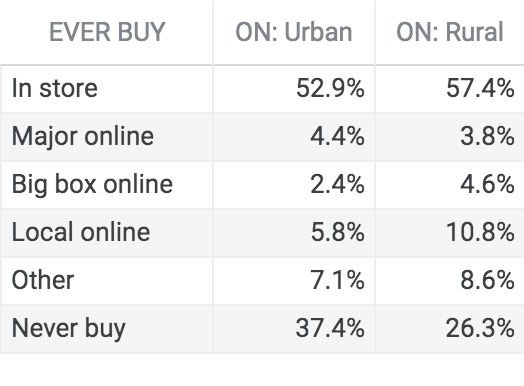 EVER BUY ON: Urban ON: Rural
In store 52.9% 57.4%
Major online 4.4% 3.8%
Big box online 2.4% 4.6%
Local online 5.8% 10.8%
Other 7.1% 8.6%
Never buy 37.4% 26.3%